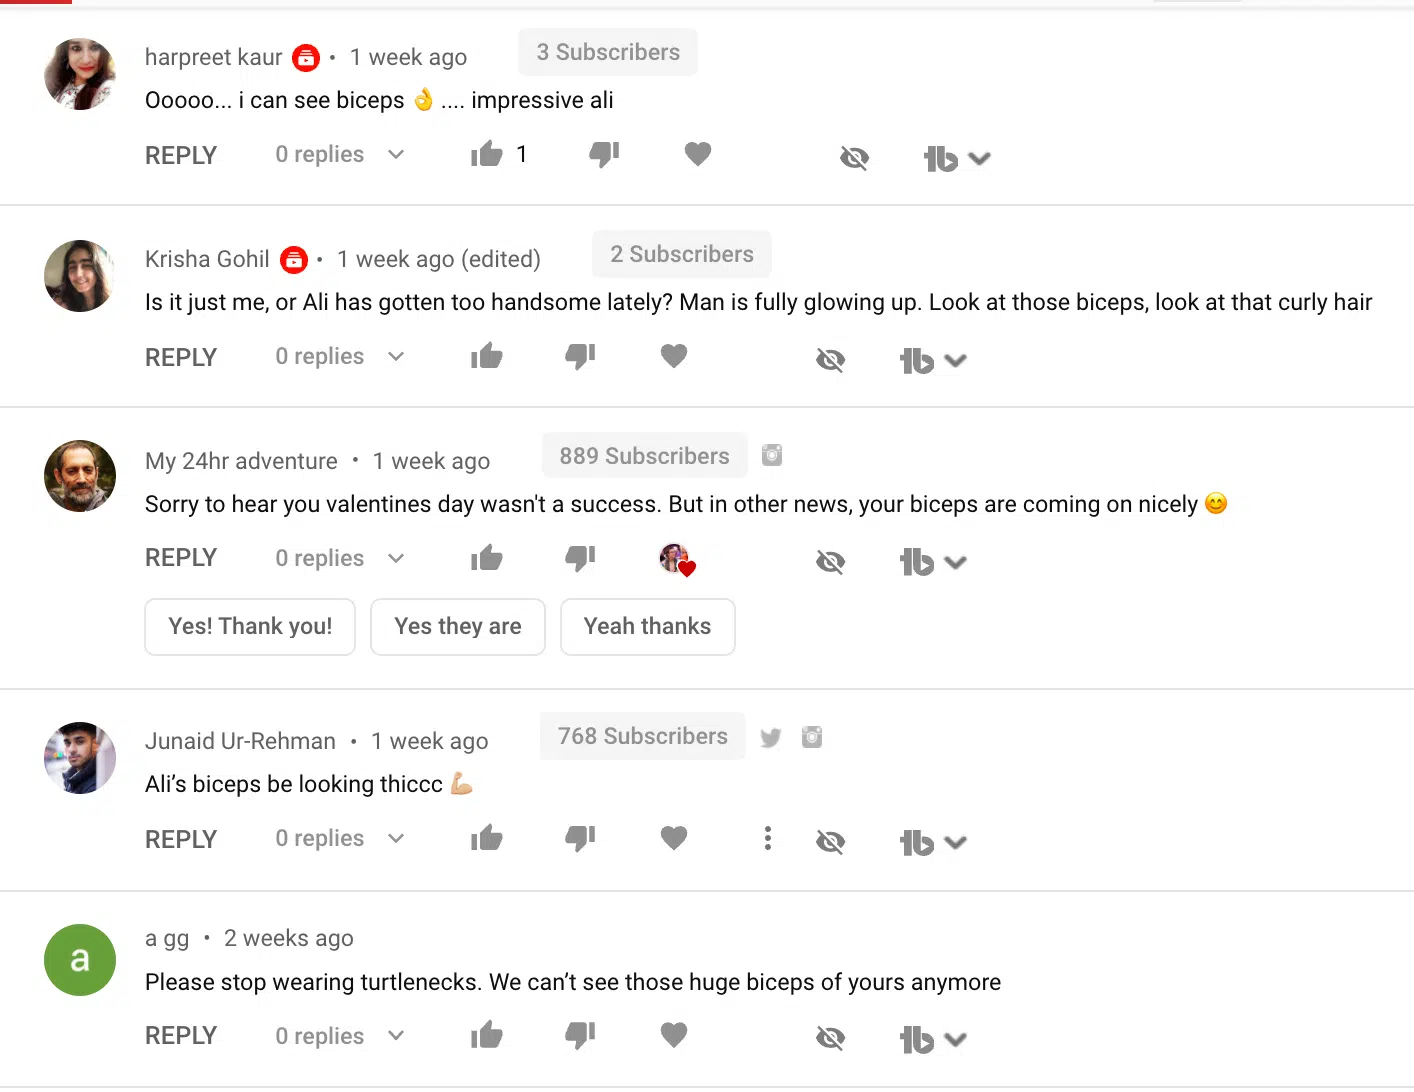 harpreet kaur • 1 week ago 3 Subscribers
Ooooo... i can see biceps 👌 .... impressive ali
REPLY 0 replies 1
Krisha Gohil • 1 week ago (edited) 2 Subscribers
Is it just me, or Ali has gotten too handsome lately? Man is fully glowing up. Look at those biceps, look at that curly hair
REPLY 0 replies
My 24hr adventure • 1 week ago 889 Subscribers
Sorry to hear you valentines day wasn't a success. But in other news, your biceps are coming on nicely 😊
REPLY 0 replies
Yes! Thank you! Yes they are Yeah thanks
Junaid Ur-Rehman • 1 week ago 768 Subscribers
Ali’s biceps be looking thiccc 💪🏼
REPLY 0 replies
a
a gg • 2 weeks ago
Please stop wearing turtlenecks. We can’t see those huge biceps of yours anymore
REPLY 0 replies